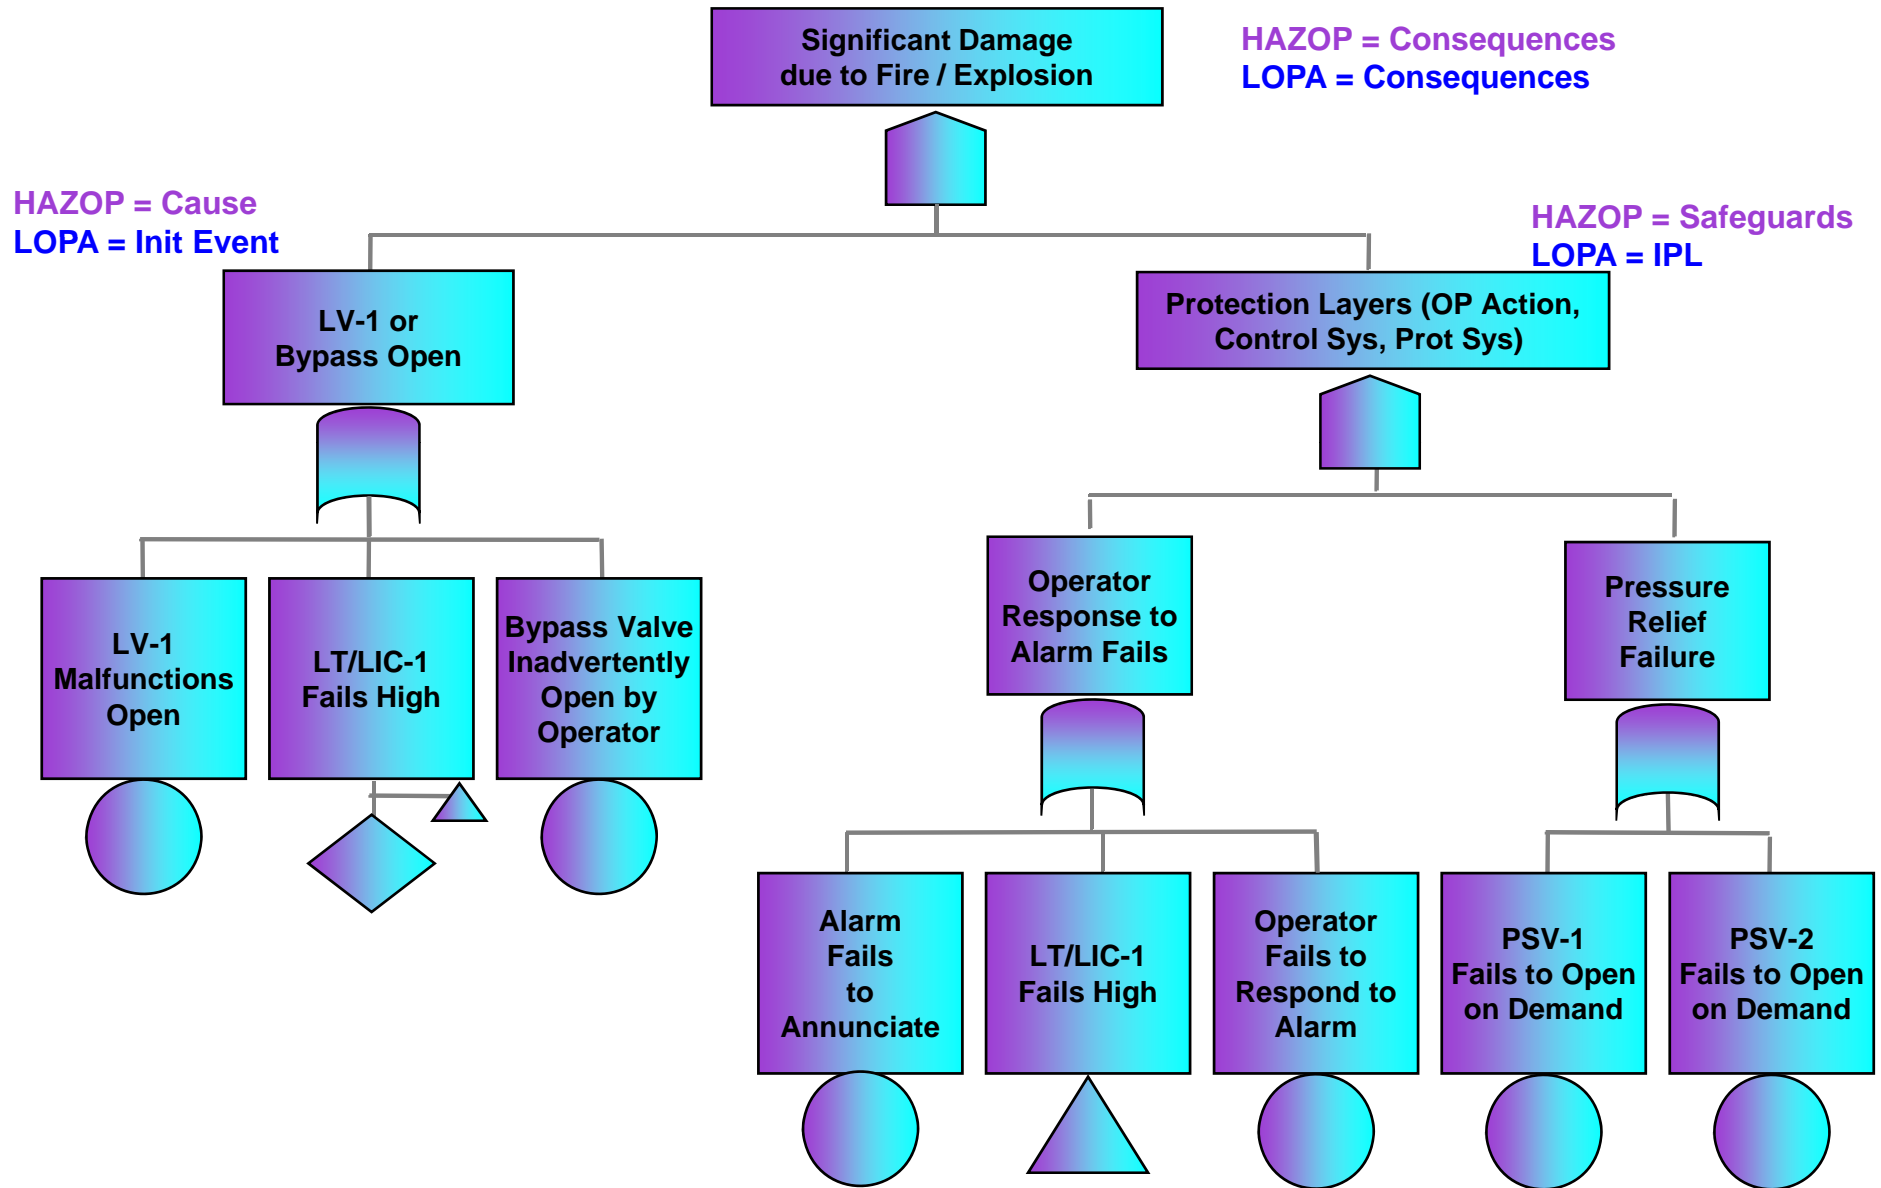 Significant Damage
due to Fire / Explosion
HAZOP = Consequences
LOPA = Consequences
HAZOP = Cause
LOPA = Init Event
HAZOP = Safeguards
LOPA = IPL
LV-1 or
Bypass Open
Protection Layers (OP Action,
Control Sys, Prot Sys)
LV-1
Malfunctions
Open
LT/LIC-1
Fails High
Bypass Valve
Inadvertently
Open by
Operator
Operator
Response to
Alarm Fails
Pressure
Relief
Failure
Alarm
Fails
to
Annunciate
LT/LIC-1
Fails High
Operator
Fails to
Respond to
Alarm
PSV-1
Fails to Open
on Demand
PSV-2
Fails to Open
on Demand